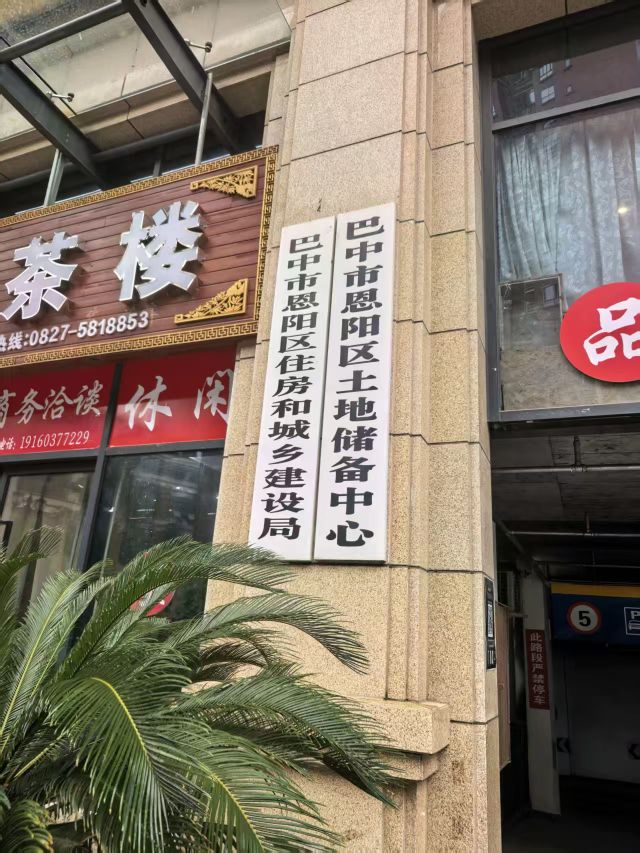 茶楼
热线:0827-5818853
商务洽谈
休闲
电话: 19160377229
巴中市恩阳区住房和城乡建设局
巴中市恩阳区土地储备中心
品
5
P
此路段严禁停车